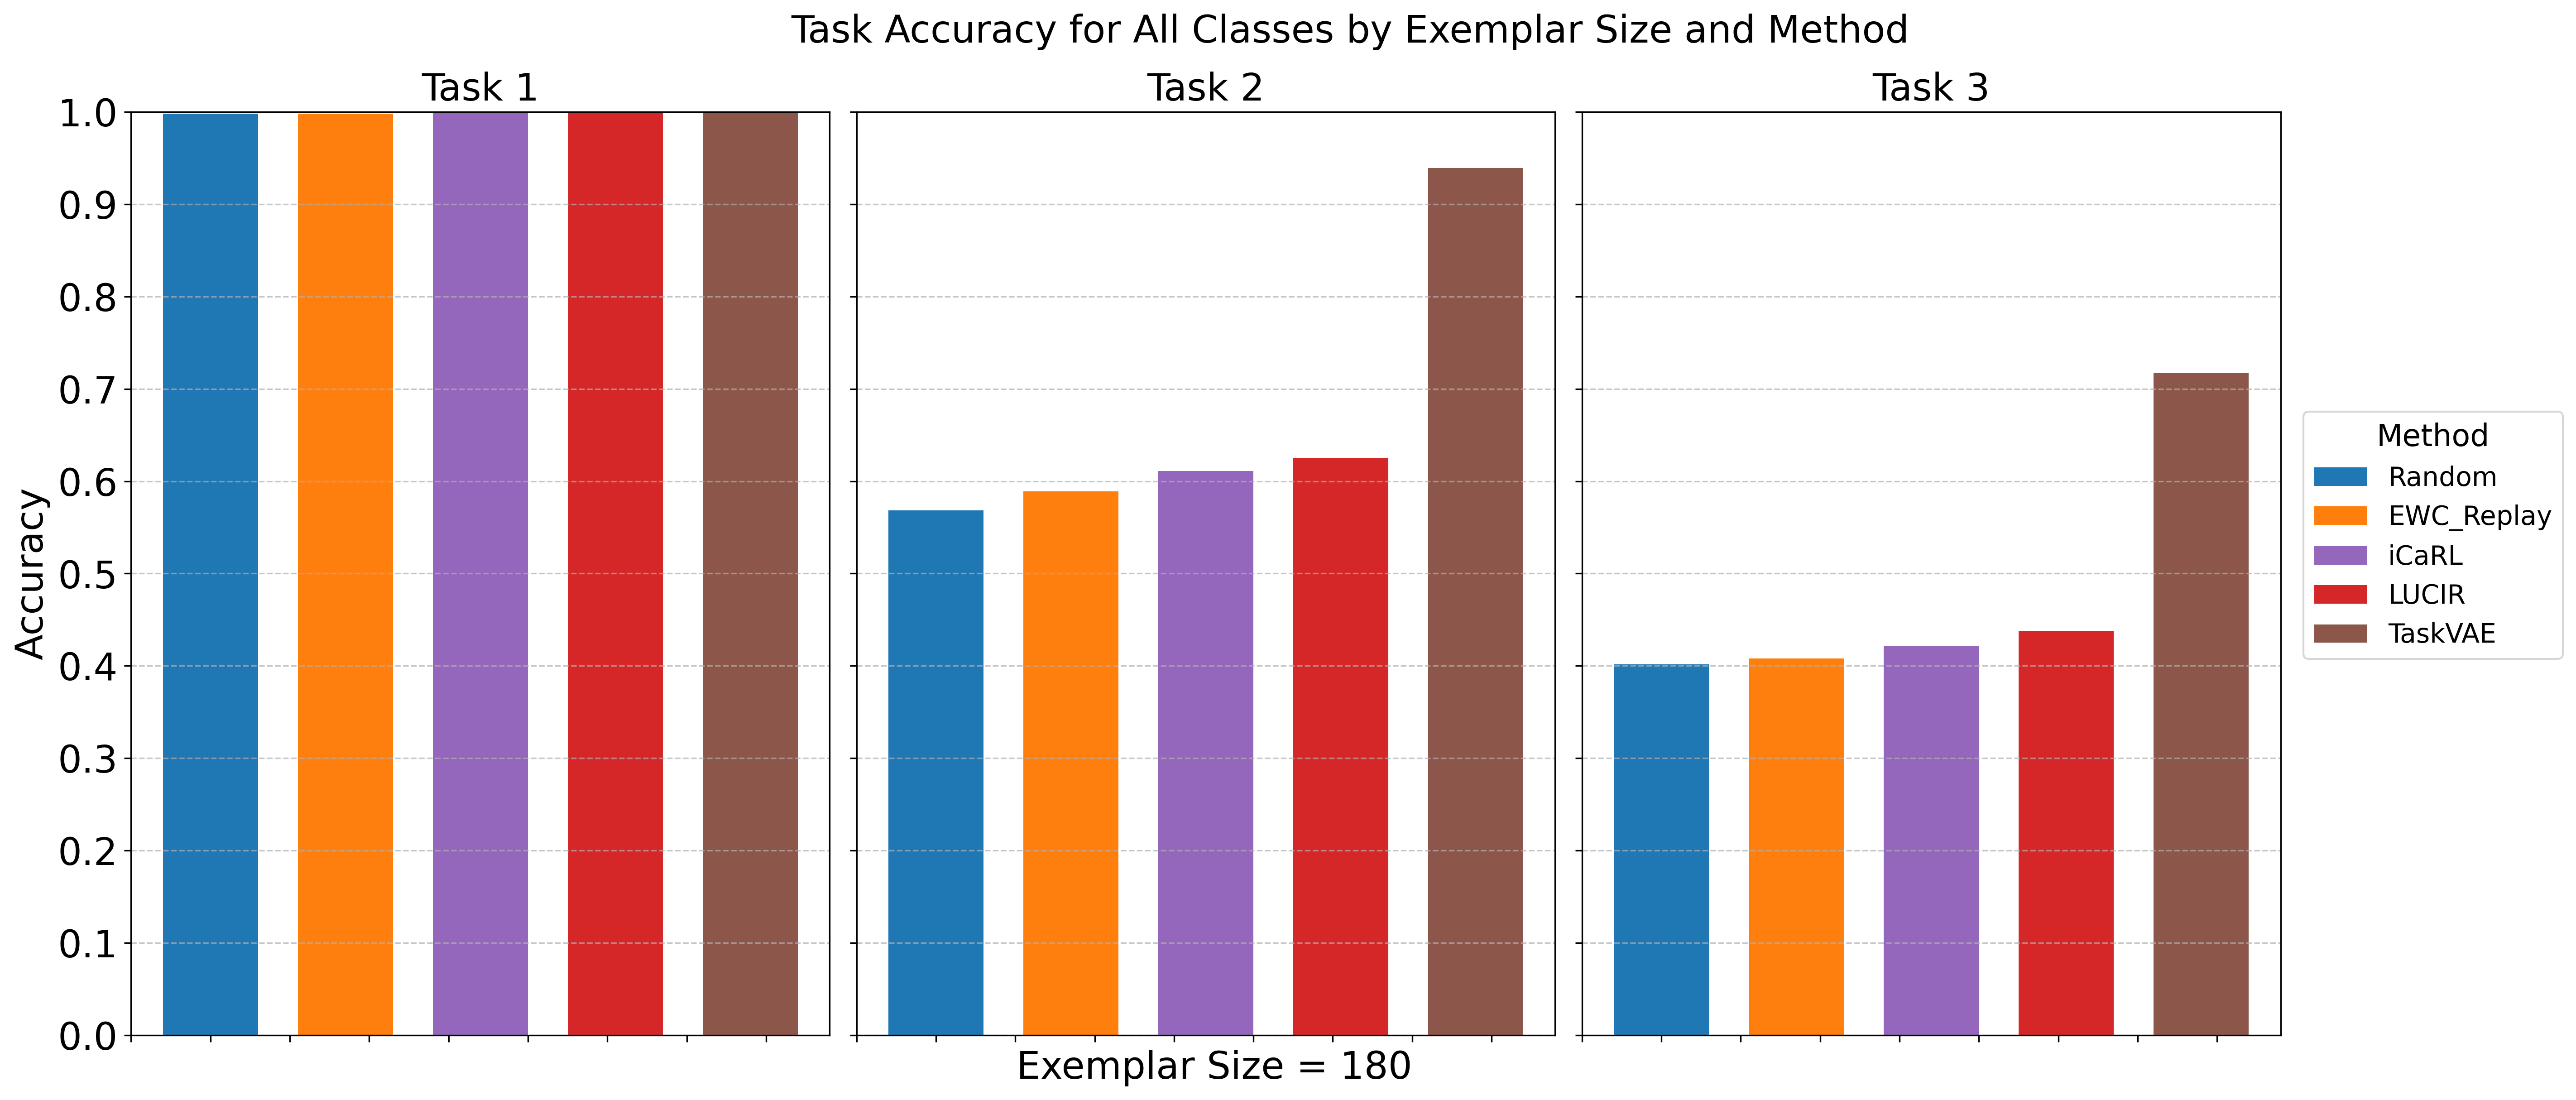 Task Accuracy for All Classes by Exemplar Size and Method
Task 1
Task 2
Task 3
1.0
0.9
0.8
0.7
0.6
0.5
0.4
0.3
0.2
0.1
0.0
Accuracy
Exemplar Size = 180
Method
Random
EWC_Replay
iCaRL
LUCIR
TaskVAE